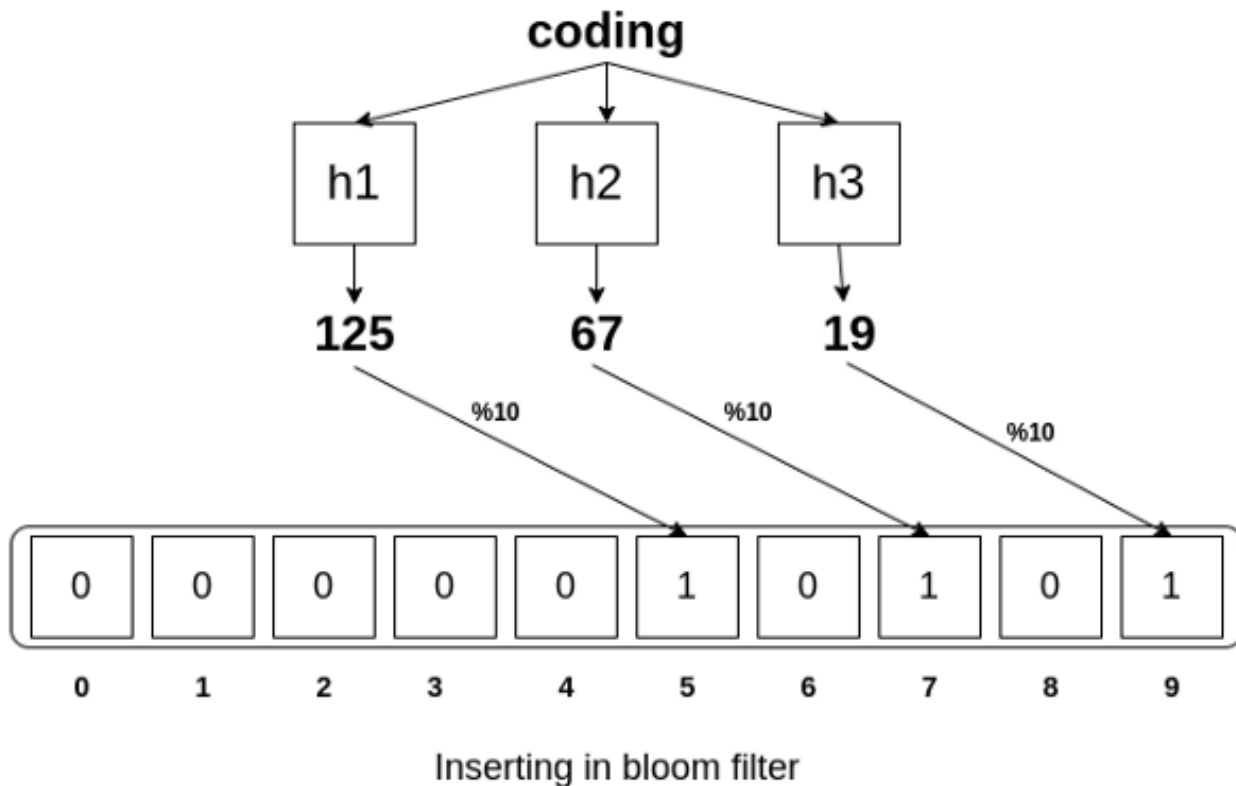 coding
h1 h2 h3
125 67 19
%10 %10 %10
0 0 0 0 0 1 0 1 0 1
0 1 2 3 4 5 6 7 8 9
Inserting in bloom filter